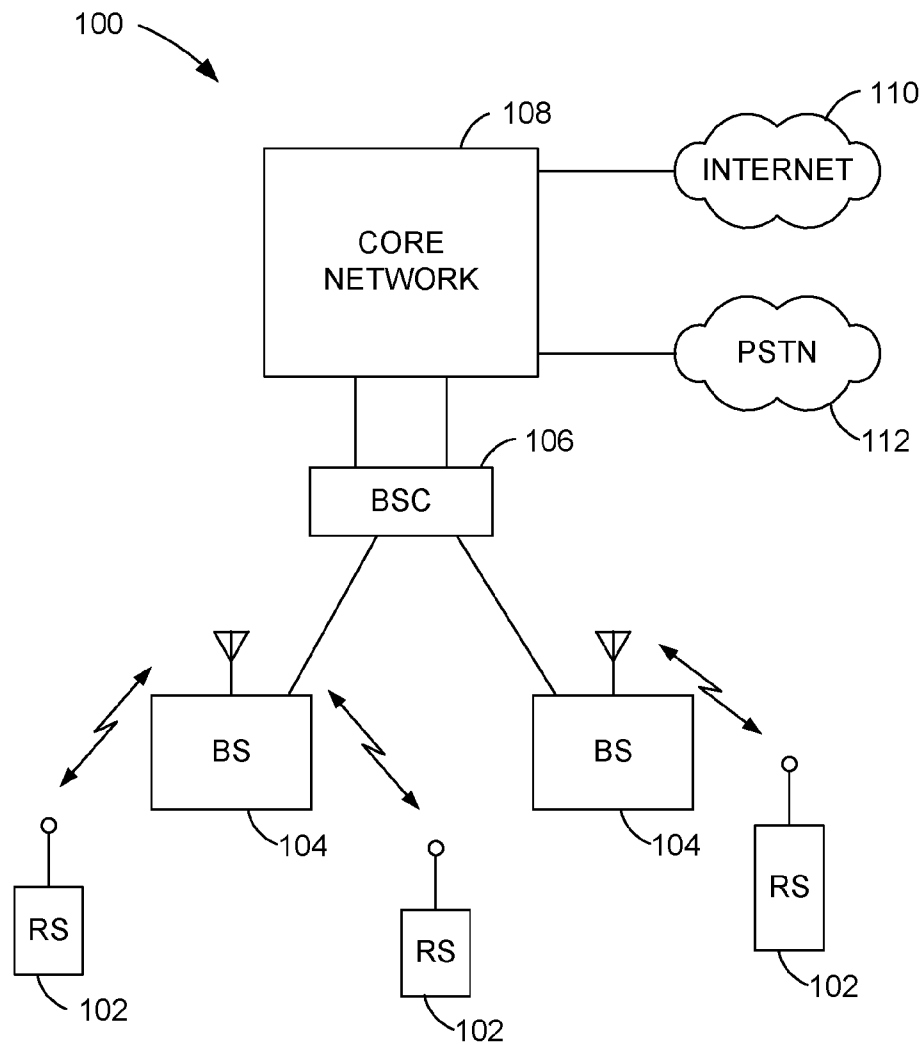 100
108
110
INTERNET
CORE
NETWORK
PSTN
112
106
BSC
BS
BS
104
104
RS
RS
RS
102
102
102